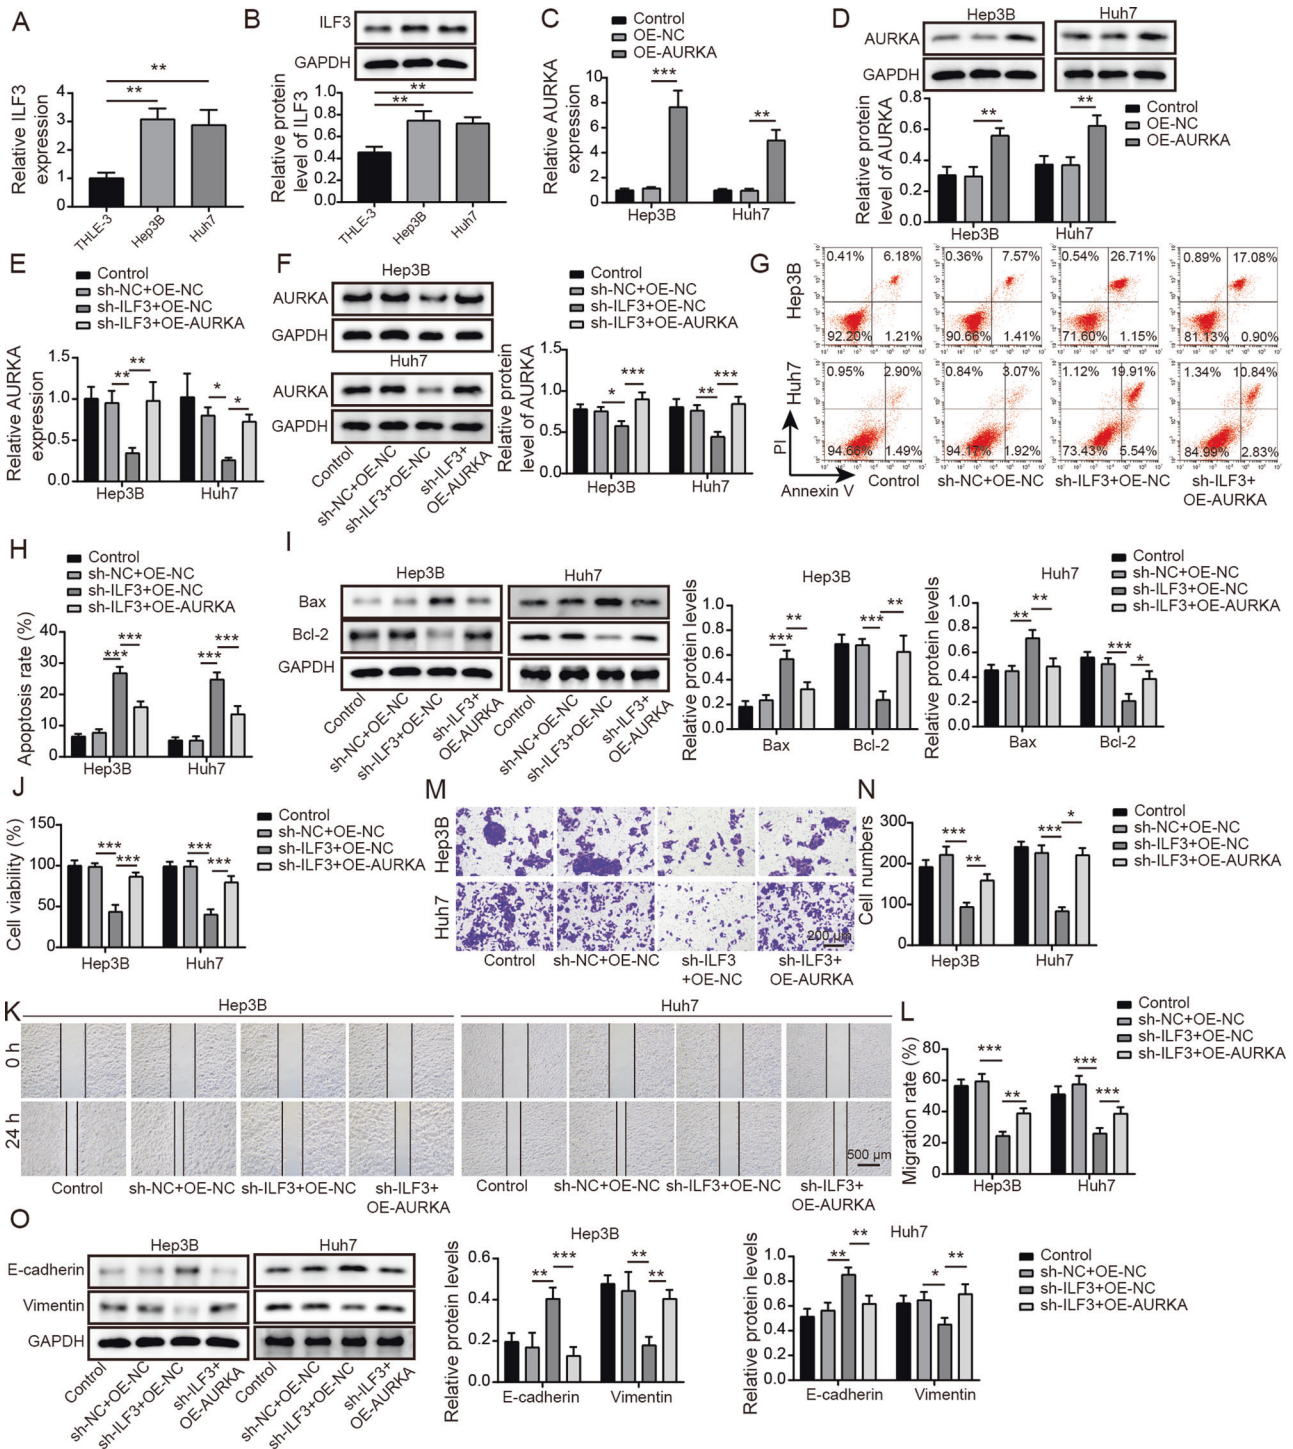 A
Relative ILF3
expression
4
3
2
1
0
**
**
THLE-3
Hep3B
Huh7
B
ILF3
GAPDH
Relative protein
level of ILF3
1.0
0.8
0.6
0.4
0.2
0.0
**
**
THLE-3
Hep3B
Huh7
C
Control
OE-NC
OE-AURKA
Relative AURKA
expression
10
8
6
4
2
0
***
**
Hep3B
Huh7
D
Hep3B
Huh7
AURKA
GAPDH
Relative protein
level of AURKA
0.8
0.6
0.4
0.2
0.0
**
**
Control
OE-NC
OE-AURKA
Hep3B
Huh7
E
Control
sh-NC+OE-NC
sh-ILF3+OE-NC
sh-ILF3+OE-AURKA
Relative AURKA
expression
1.5
1.0
0.5
0.0
**
**
*
*
Hep3B
Huh7
F
Hep3B
AURKA
GAPDH
Huh7
AURKA
GAPDH
Control
sh-NC+OE-NC
sh-ILF3+OE-NC
sh-ILF3+
OE-AURKA
Control
sh-NC+OE-NC
sh-ILF3+OE-NC
sh-ILF3+OE-AURKA
Relative protein
level of AURKA
1.5
1.0
0.5
0.0
*
***
**
***
Hep3B
Huh7
G
Hep3B
0.41% 6.18%
92.20% 1.21%
0.36% 7.57%
90.66% 1.41%
0.54% 26.71%
71.60% 1.15%
0.89% 17.08%
81.13% 0.90%
Huh7
0.95% 2.90%
94.66% 1.49%
0.84% 3.07%
94.17% 1.92%
1.12% 19.91%
73.43% 5.54%
1.34% 10.84%
84.99% 2.83%
PI
Annexin V
Control
sh-NC+OE-NC
sh-ILF3+OE-NC
sh-ILF3+
OE-AURKA
H
Control
sh-NC+OE-NC
sh-ILF3+OE-NC
sh-ILF3+OE-AURKA
Apoptosis rate (%)
40
30
20
10
0
***
***
***
***
Hep3B
Huh7
I
Hep3B
Huh7
Bax
Bcl-2
GAPDH
Control
sh-NC+OE-NC
sh-ILF3+OE-NC
sh-ILF3+
OE-AURKA
Control
sh-NC+OE-NC
sh-ILF3+OE-NC
sh-ILF3+
OE-AURKA
Hep3B
Relative protein levels
1.0
0.8
0.6
0.4
0.2
0.0
***
**
***
**
Bax
Bcl-2
Huh7
Relative protein levels
1.0
0.8
0.6
0.4
0.2
0.0
**
**
***
*
Bax
Bcl-2
Control
sh-NC+OE-NC
sh-ILF3+OE-NC
sh-ILF3+OE-AURKA
J
Cell viability (%)
150
100
50
0
***
***
***
***
Hep3B
Huh7
Control
sh-NC+OE-NC
sh-ILF3+OE-NC
sh-ILF3+OE-AURKA
M
Hep3B
Huh7
200 μm
Control
sh-NC+OE-NC
sh-ILF3
+OE-NC
sh-ILF3+
OE-AURKA
N
Cell numbers
300
200
100
0
***
**
***
*
Hep3B
Huh7
Control
sh-NC+OE-NC
sh-ILF3+OE-NC
sh-ILF3+OE-AURKA
K
Hep3B
Huh7
0 h
24 h
500 μm
Control
sh-NC+OE-NC
sh-ILF3+OE-NC
sh-ILF3+
OE-AURKA
Control
sh-NC+OE-NC
sh-ILF3+OE-NC
sh-ILF3+
OE-AURKA
L
Control
sh-NC+OE-NC
sh-ILF3+OE-NC
sh-ILF3+OE-AURKA
Migration rate (%)
80
60
40
20
0
***
**
***
***
Hep3B
Huh7
O
Hep3B
Huh7
E-cadherin
Vimentin
GAPDH
Control
sh-NC+OE-NC
sh-ILF3+OE-NC
sh-ILF3+
OE-AURKA
Control
sh-NC+OE-NC
sh-ILF3+OE-NC
sh-ILF3+
OE-AURKA
Hep3B
Relative protein levels
0.6
0.4
0.2
0.0
**
***
**
**
E-cadherin
Vimentin
Huh7
Relative protein levels
1.0
0.8
0.6
0.4
0.2
0.0
**
**
*
**
E-cadherin
Vimentin
Control
sh-NC+OE-NC
sh-ILF3+OE-NC
sh-ILF3+OE-AURKA